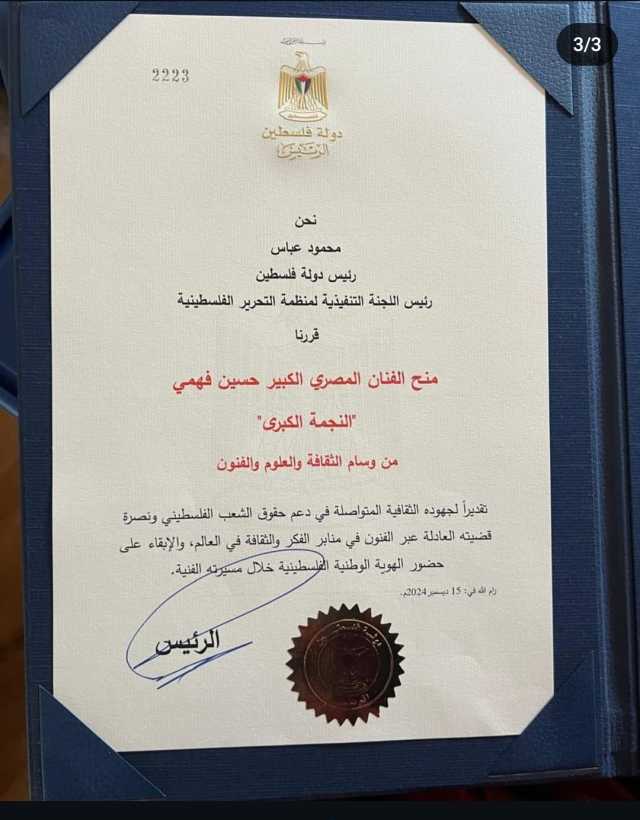 3/3
2223
دولة فلسطين
الرئيس
نحن
محمود عباس
رئيس دولة فلسطين
رئيس اللجنة التنفيذية لمنظمة التحرير الفلسطينية
قررنا
منح الفنان المصري الكبير حسين فهمي
"النجمة الكبرى"
من وسام الثقافة والعلوم والفنون
تقديراً لجهوده الثقافية المتواصلة في دعم حقوق الشعب الفلسطيني ونصرة
قضيته العادلة عبر الفنون في منابر الفكر والثقافة في العالم، والإبقاء على
حضور الهوية الوطنية الفلسطينية خلال مسيرته الفنية.
رام الله في: 15 ديسمبر 2024م.
الرئيس